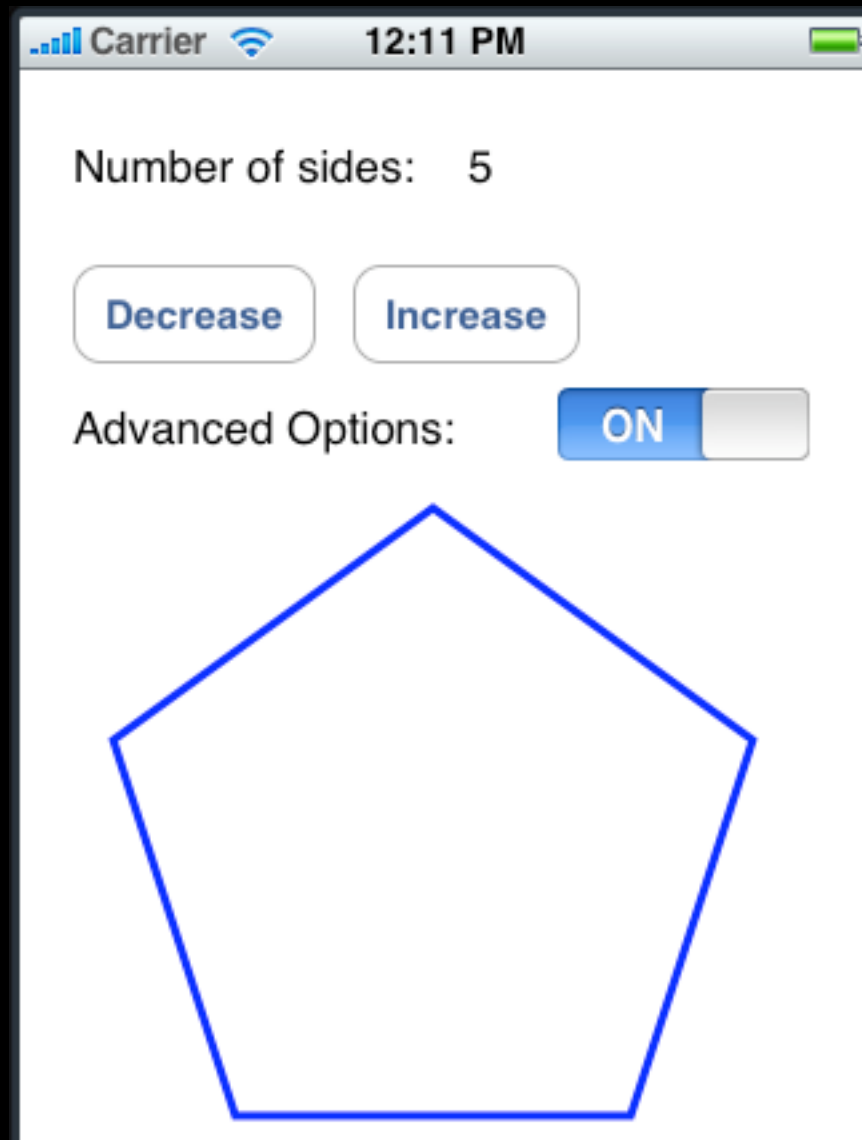 Carrier 12:11 PM
Number of sides: 5
Decrease Increase
Advanced Options: ON